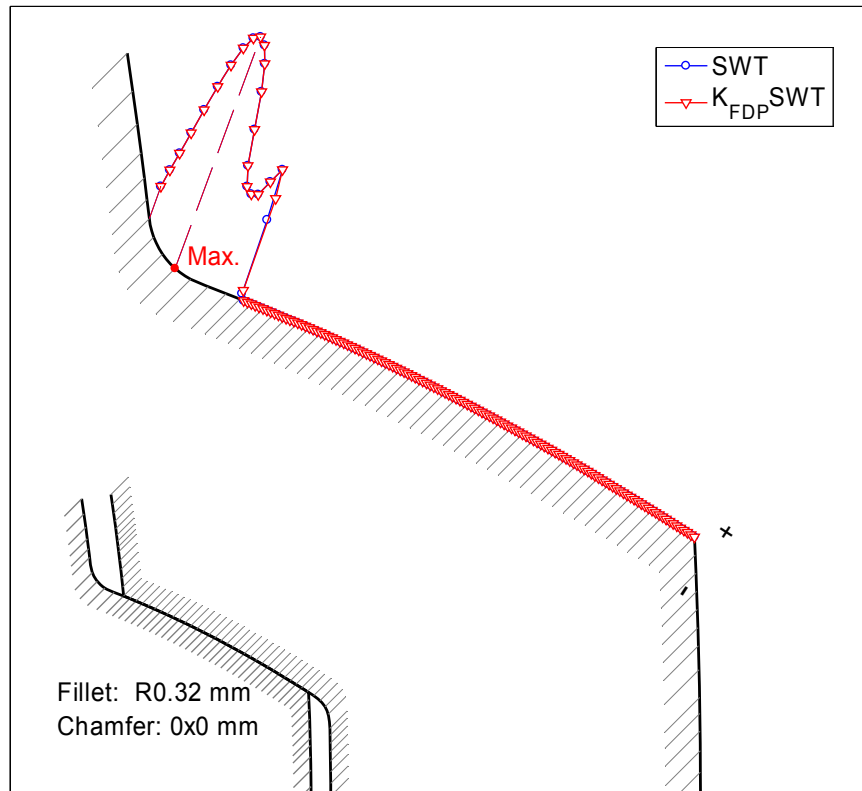 SWT
K_FDP SWT
Max.
+
-
Fillet: R0.32 mm
Chamfer: 0x0 mm